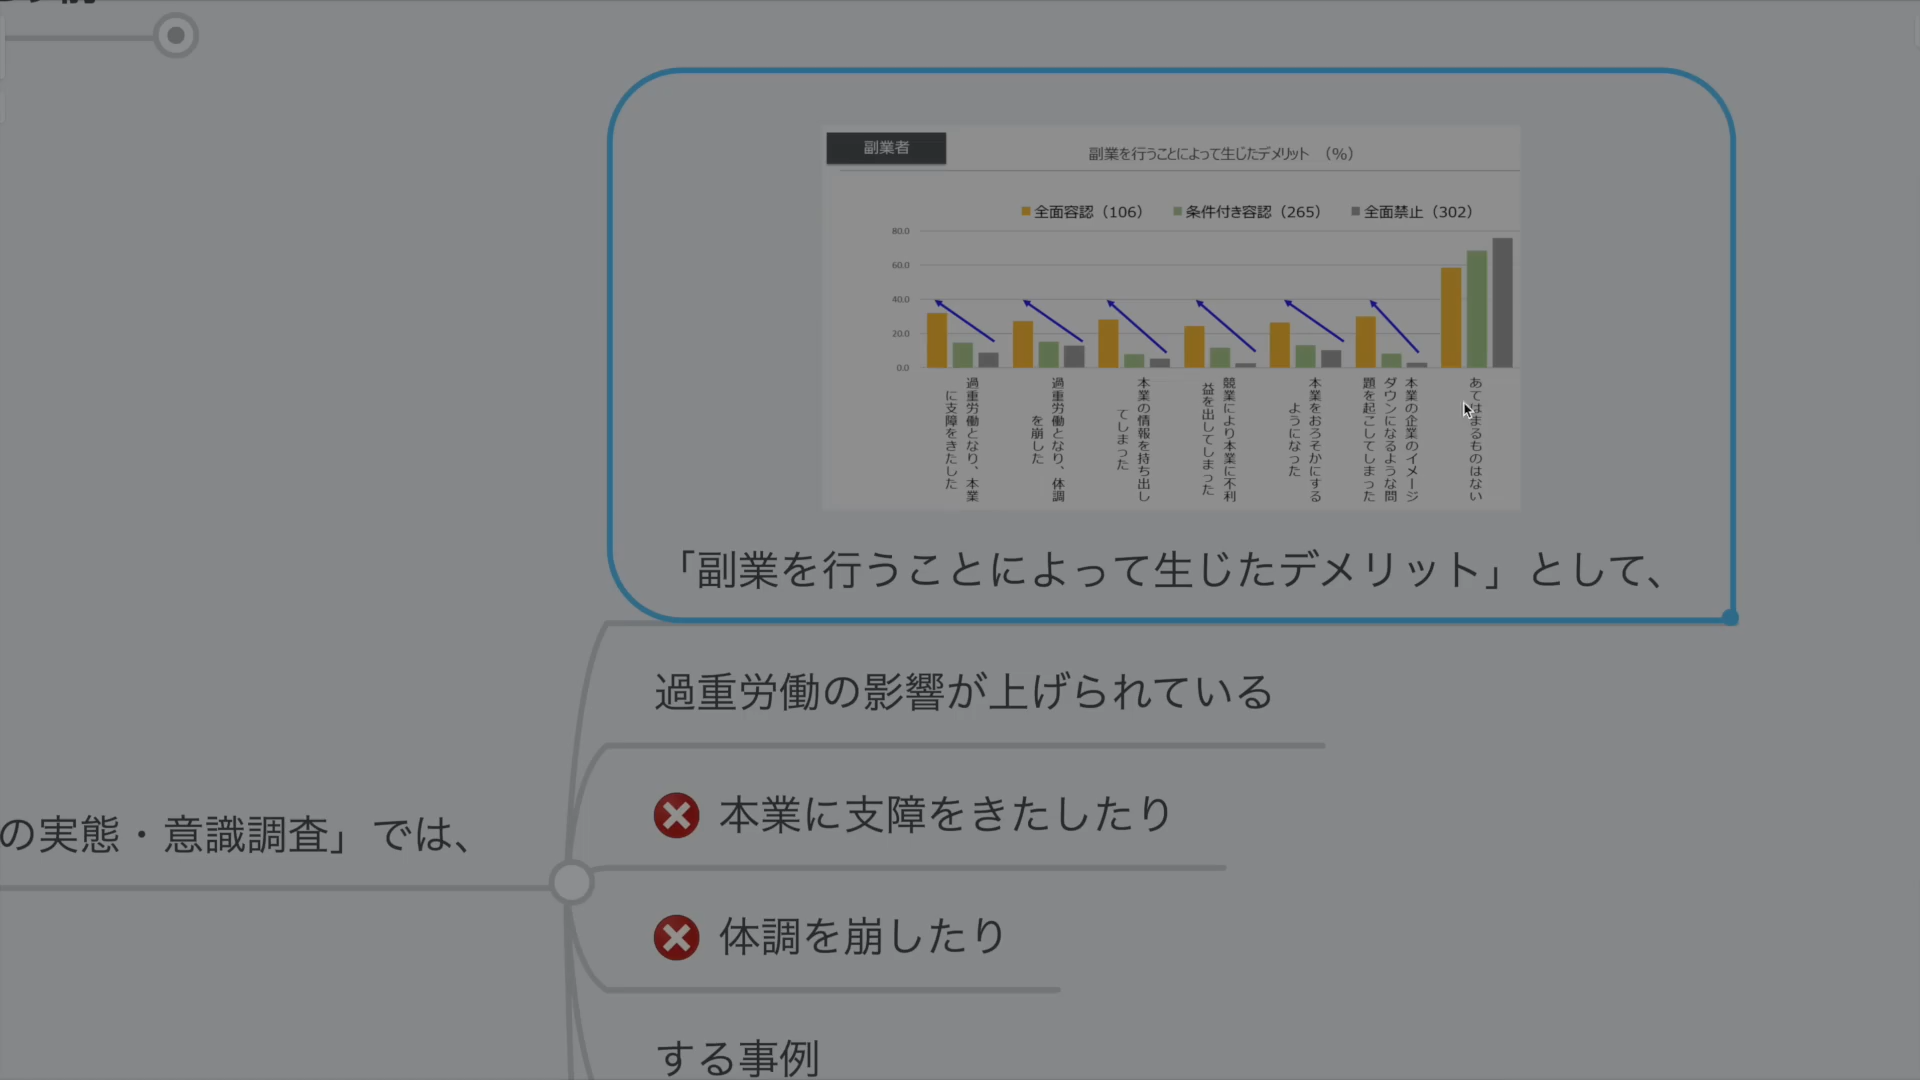 副業者
副業を行うことによって生じたデメリット （％）
全面容認（106） 条件付き容認（265） 全面禁止（302）
80.0
60.0
40.0
20.0
0.0
過重労働となり、本業
に支障をきたした
過重労働となり、体調
を崩した
本業の情報を持ち出し
てしまった
競業により本業に不利
益を出してしまった
本業をおろそかにする
ようになった
本業の企業のイメージ
ダウンになるような問
題を起こしてしまった
あてはまるものはない
「副業を行うことによって生じたデメリット」として、
過重労働の影響が上げられている
本業に支障をきたしたり
の実態・意識調査」では、
体調を崩したり
する事例